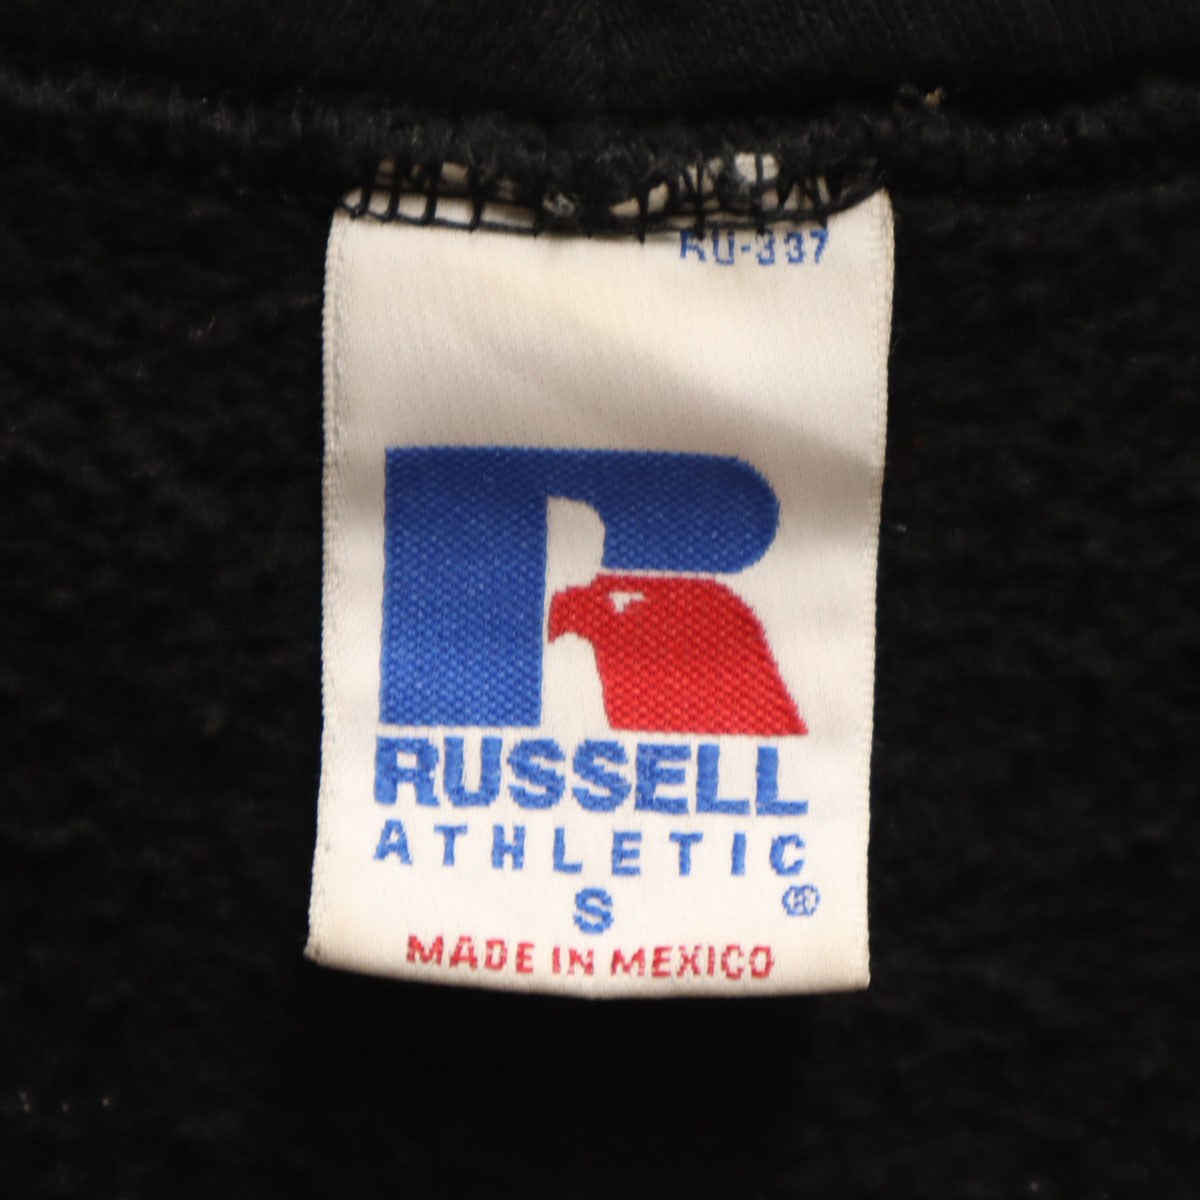 RU-337
RUSSELL
ATHLETIC
S ®
MADE IN MEXICO